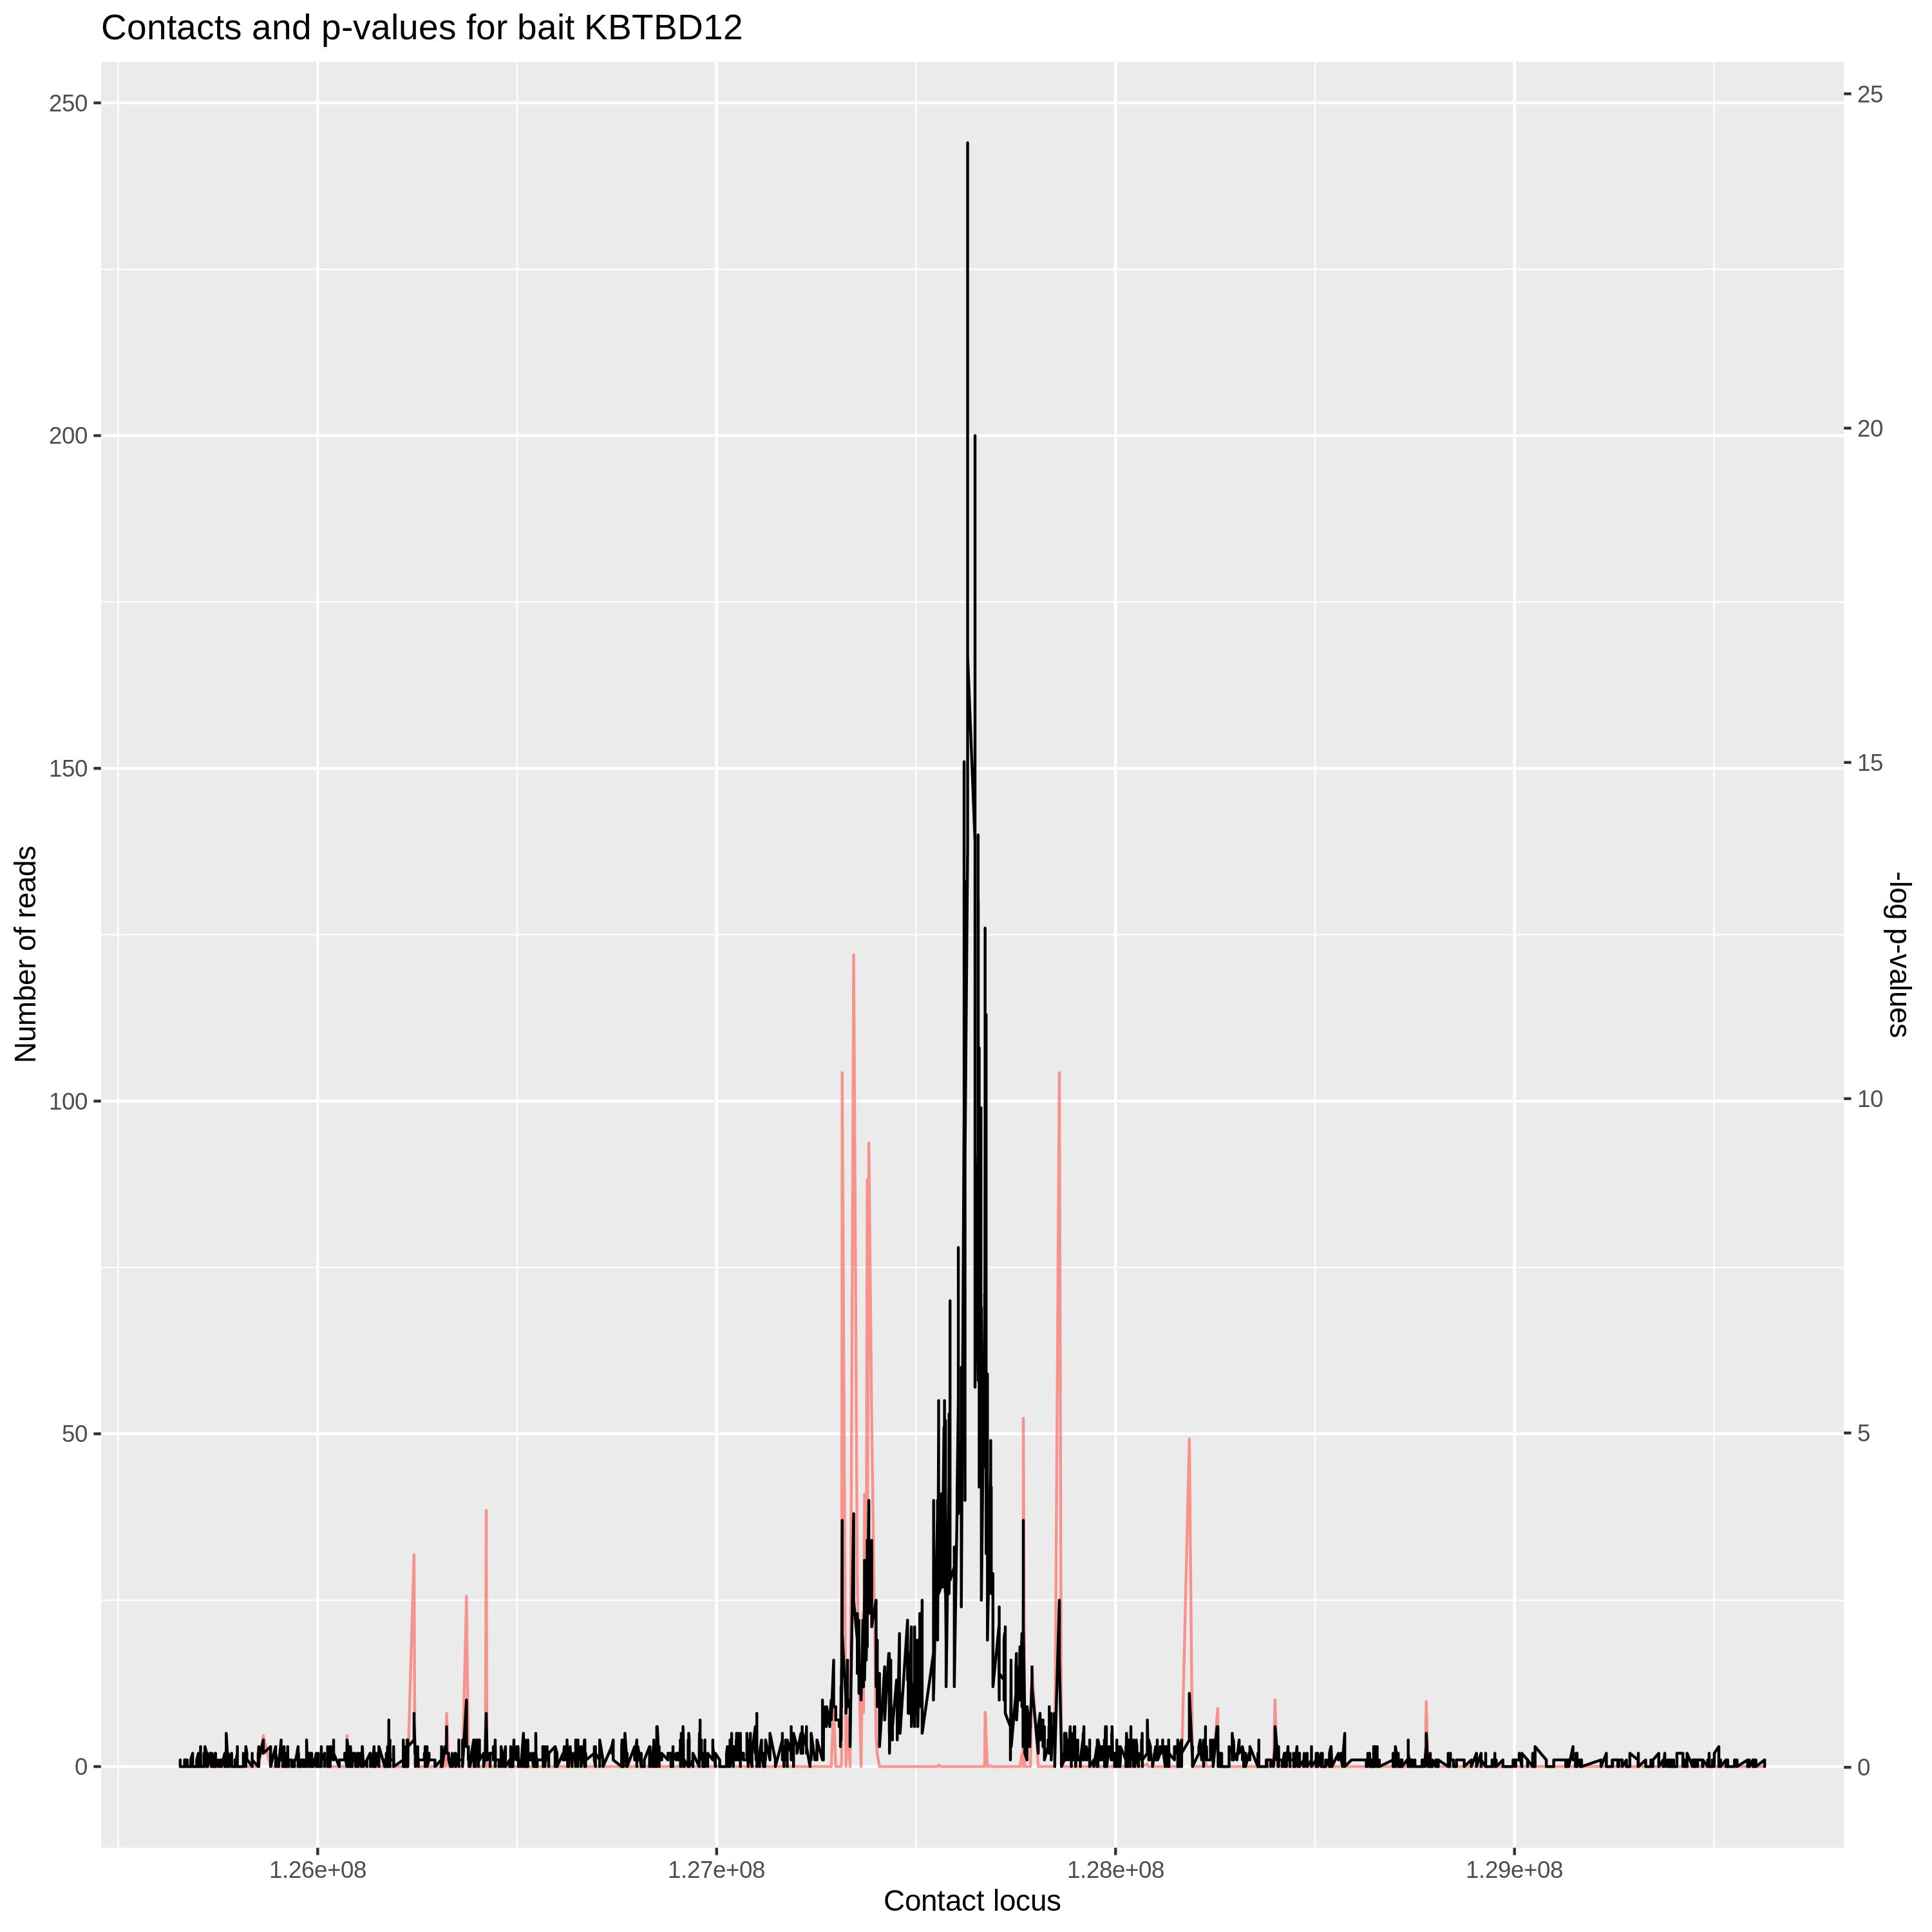 Contacts and p-values for bait KBTBD12
250
200
150
100
50
0
Number of reads
25
20
15
10
5
0
-log p-values
1.26e+08
1.27e+08
1.28e+08
1.29e+08
Contact locus